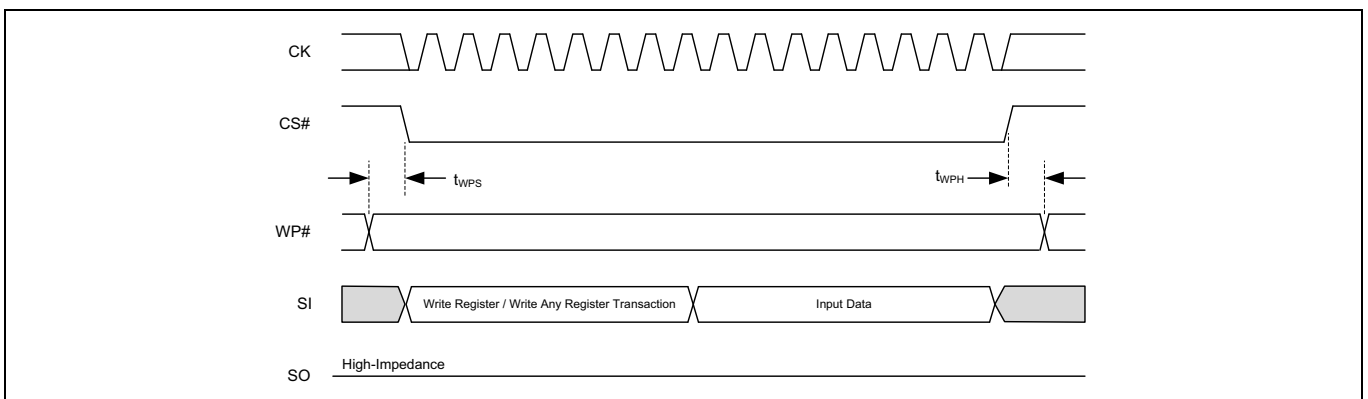 CK
CS#
tWPS
tWPH
WP#
SI
Write Register / Write Any Register Transaction
Input Data
High-Impedance
SO